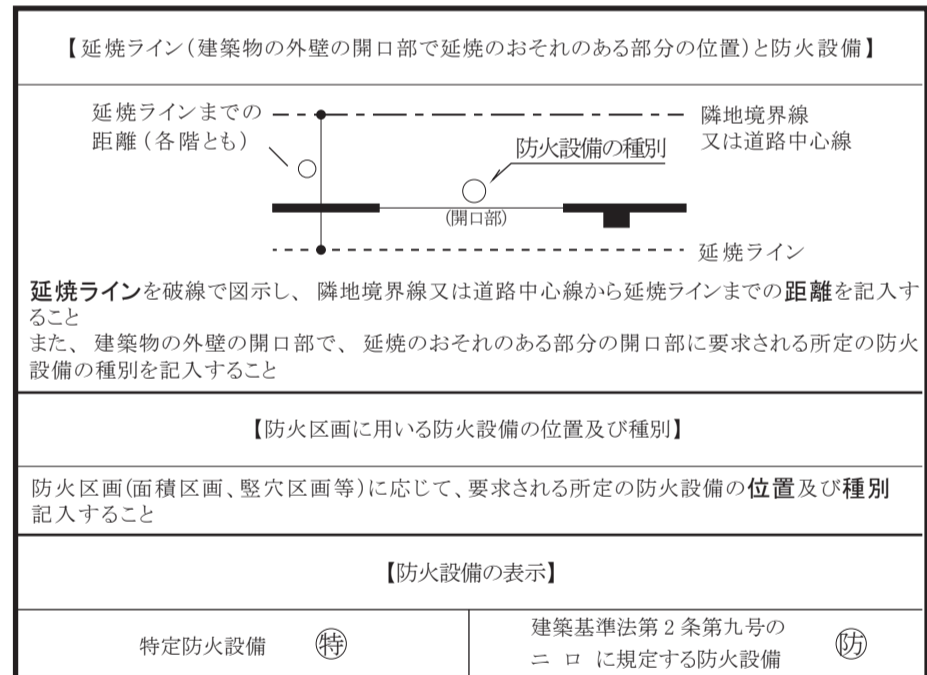 【延焼ライン(建築物の外壁の開口部で延焼のおそれのある部分の位置)と防火設備】
延焼ラインまでの
距離(各階とも)
隣地境界線
又は道路中心線
防火設備の種別
(開口部)
延焼ライン
延焼ラインを破線で図示し、隣地境界線又は道路中心線から延焼ラインまでの距離を記入す
ること
また、建築物の外壁の開口部で、延焼のおそれのある部分の開口部に要求される所定の防火
設備の種別を記入すること
【防火区画に用いる防火設備の位置及び種別】
防火区画(面積区画、竪穴区画等)に応じて、要求される所定の防火設備の位置及び種別
記入すること
【防火設備の表示】
特定防火設備 ㊕
建築基準法第2条第九号の
ニ ロ に規定する防火設備
防